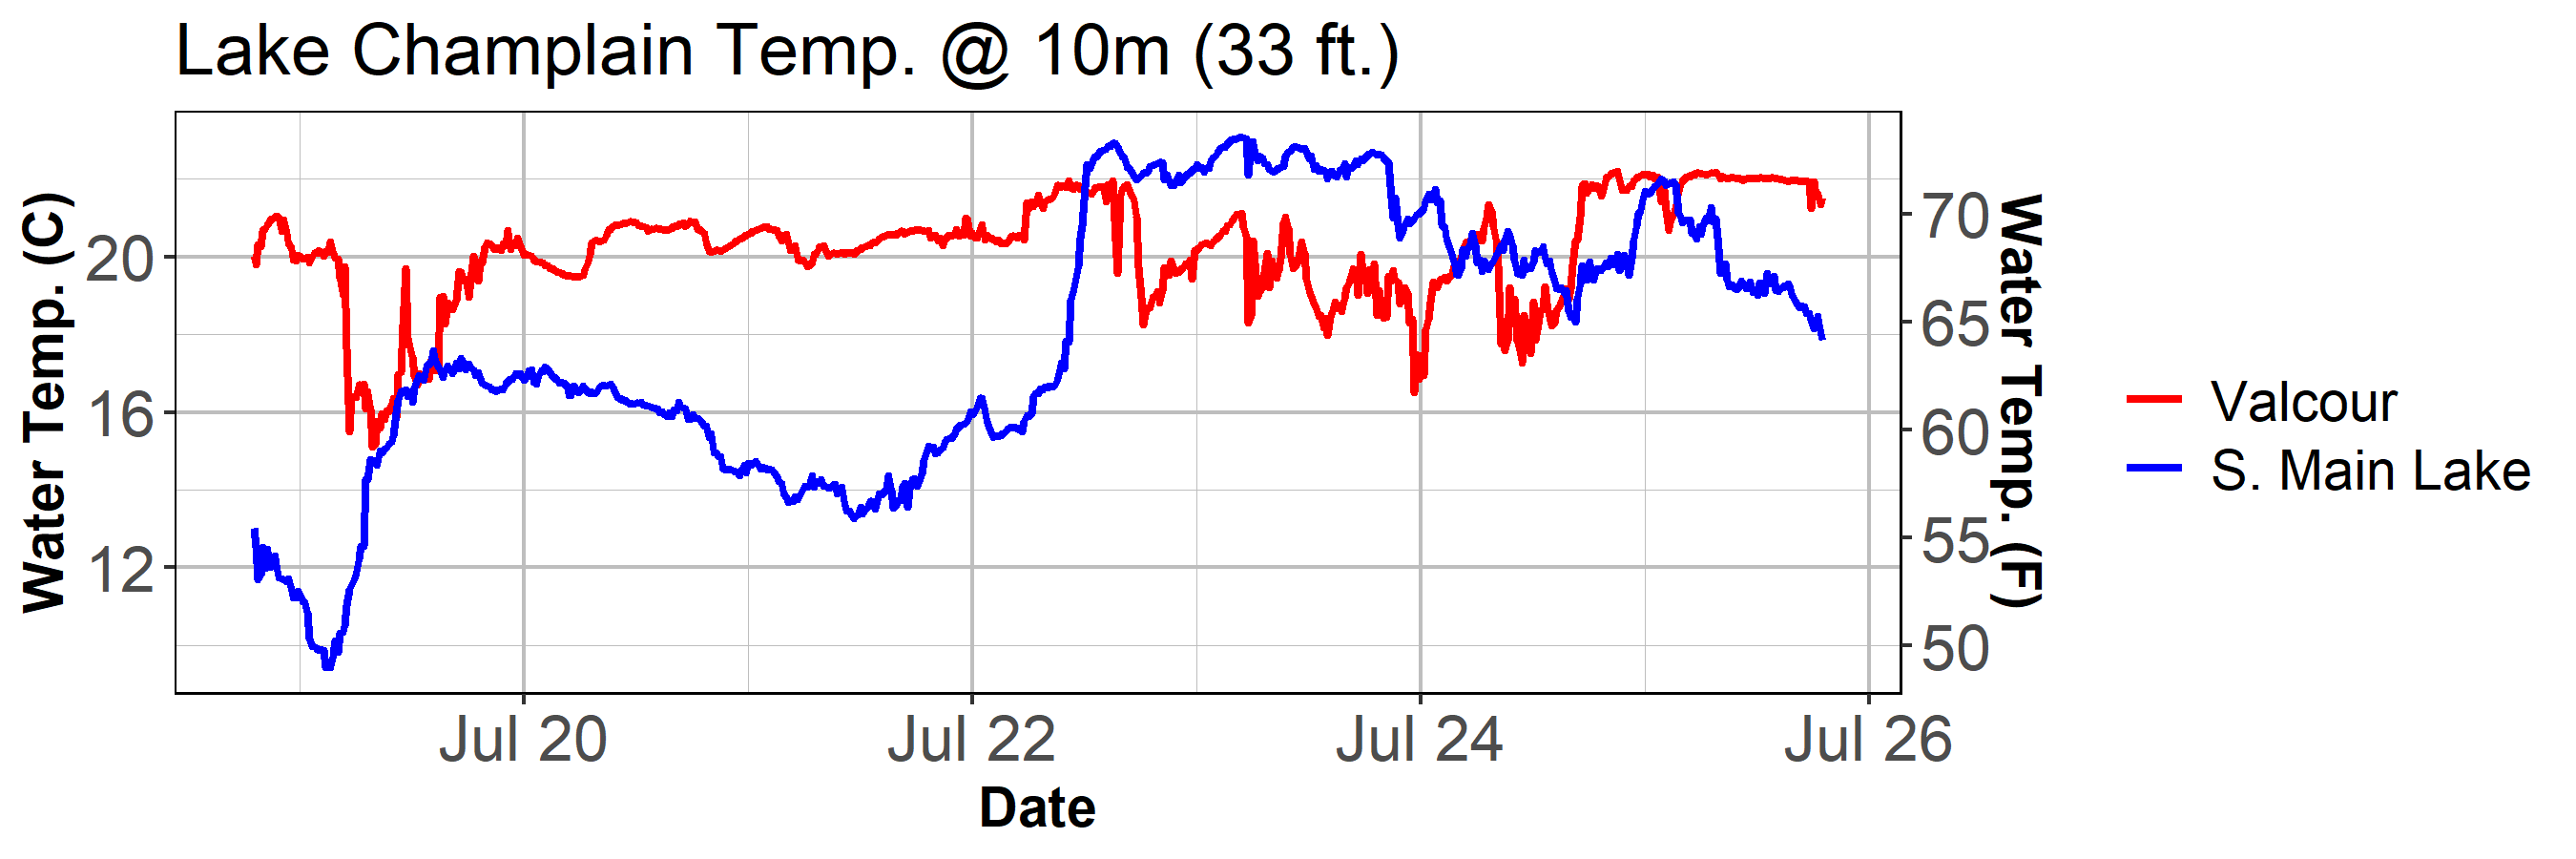 Lake Champlain Temp. @ 10m (33 ft.)
Water Temp. (C)
20
16
12
70
65
60
55
50
Water Temp. (F)
Valcour
S. Main Lake
Jul 20
Jul 22
Jul 24
Jul 26
Date